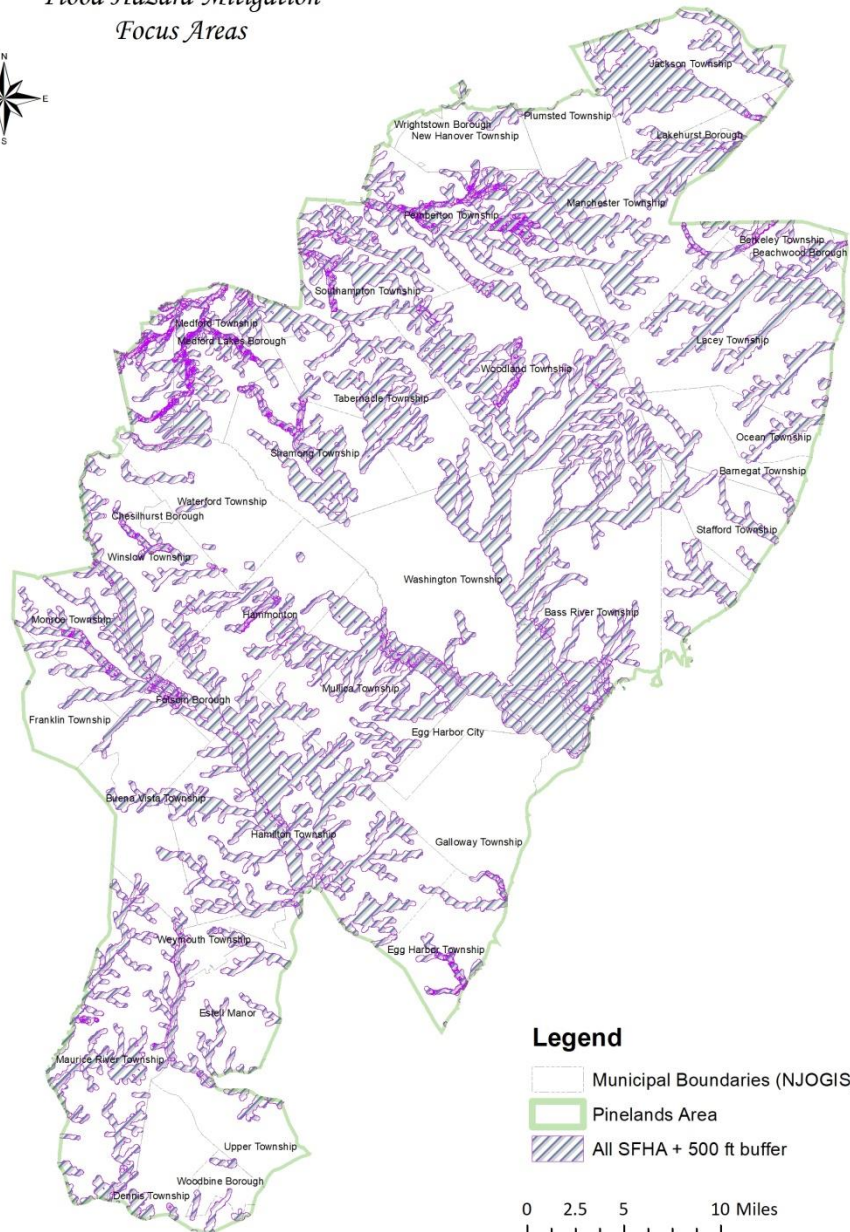 Flood Hazard Mitigation
Focus Areas
N
E
S
Jackson Township
Plumsted Township
Wrightstown Borough
New Hanover Township
Lakehurst Borough
Manchester Township
Pemberton Township
Berkeley Township
Beachwood Borough
Southampton Township
Medford Township
Medford Lakes Borough
Lacey Township
Woodland Township
Tabernacle Township
Ocean Township
Shamong Township
Barnegat Township
Waterford Township
Chesilhurst Borough
Stafford Township
Winslow Township
Washington Township
Bass River Township
Hammonton
Monroe Township
Mullica Township
Folsom Borough
Franklin Township
Egg Harbor City
Buena Vista Township
Hamilton Township
Galloway Township
Weymouth Township
Egg Harbor Township
Estell Manor
Maurice River Township
Upper Township
Woodbine Borough
Dennis Township
Legend
Municipal Boundaries (NJOGIS
Pinelands Area
All SFHA + 500 ft buffer
0 2.5 5 10 Miles